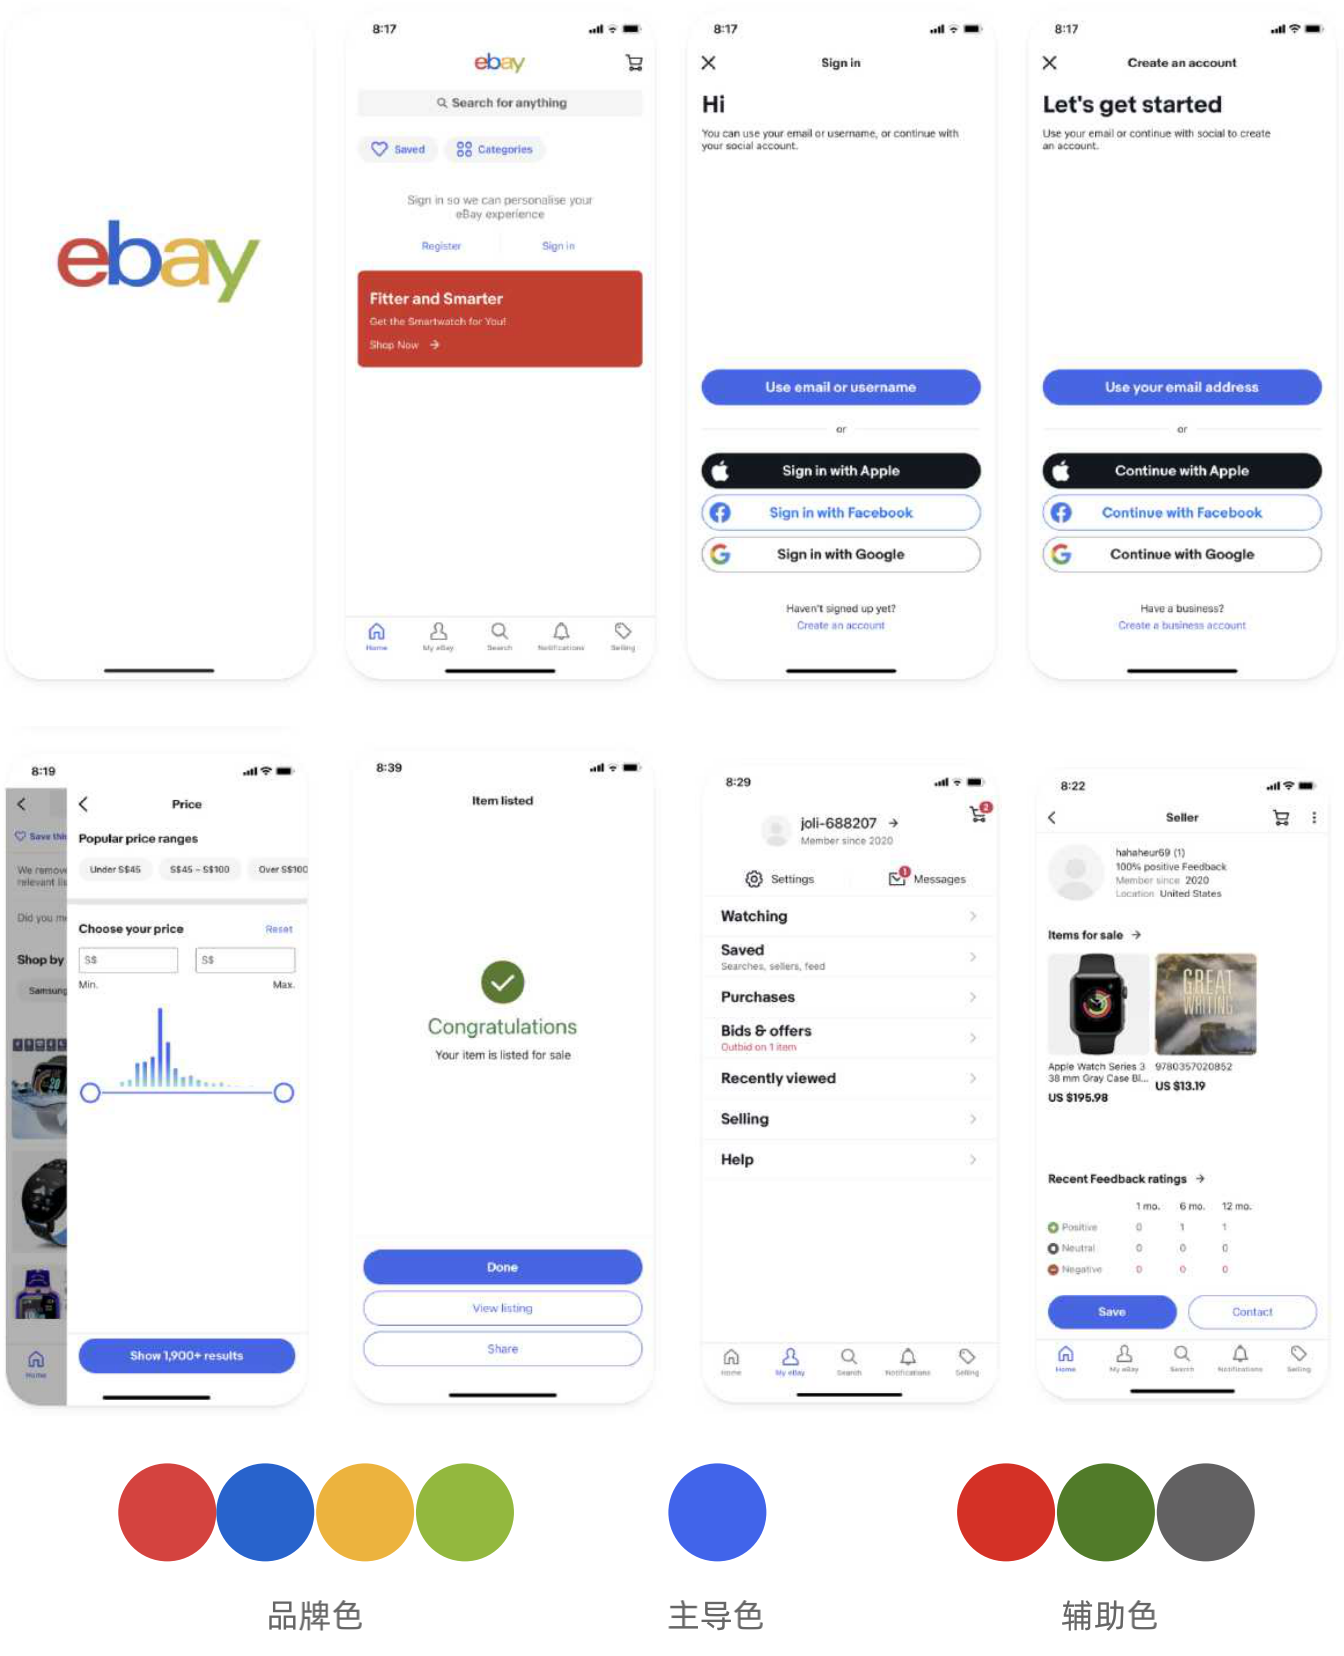 ebay
8:17
ebay
Search for anything
Saved
Categories
Sign in so we can personalise your
eBay experience
Register
Sign in
Fitter and Smarter
Get the Smartwatch for You!
Shop Now →
Home
My eBay
Search
Notifications
Selling
8:17
Sign in
Hi
You can use your email or username, or continue with
your social account.
Use email or username
or
Sign in with Apple
Sign in with Facebook
Sign in with Google
Haven't signed up yet?
Create an account
8:17
Create an account
Let's get started
Use your email or continue with social to create
an account.
Use your email address
or
Continue with Apple
Continue with Facebook
Continue with Google
Have a business?
Create a business account
8:19
Save this
We remove
relevant
Did you
Shop by
Samsung
Home
Price
Popular price ranges
Under S$45
S$45 – S$100
Over S$100
Choose your price
Reset
S$
S$
Min.
Max.
Show 1,900+ results
8:39
Item listed
Congratulations
Your item is listed for sale
Done
View listing
Share
8:29
2
joli-688207 →
Member since 2020
Settings
1
Messages
Watching
Saved
Searches, sellers, feed
Purchases
Bids & offers
Outbid on 1 item
Recently viewed
Selling
Help
Home
My eBay
Search
Notifications
Selling
8:22
Seller
hahaheur69 (1)
100% positive Feedback
Member since 2020
Location United States
Items for sale →
GREAT
WRITING
Apple Watch Series 3
38 mm Gray Case Bl...
US $195.98
9780357020852
US $13.19
Recent Feedback ratings →
1 mo. 6 mo. 12 mo.
Positive 0 1 1
Neutral 0 0 0
Negative 0 0 0
Save
Contact
Home
My eBay
Search
Notifications
Selling
品牌色
主导色
辅助色